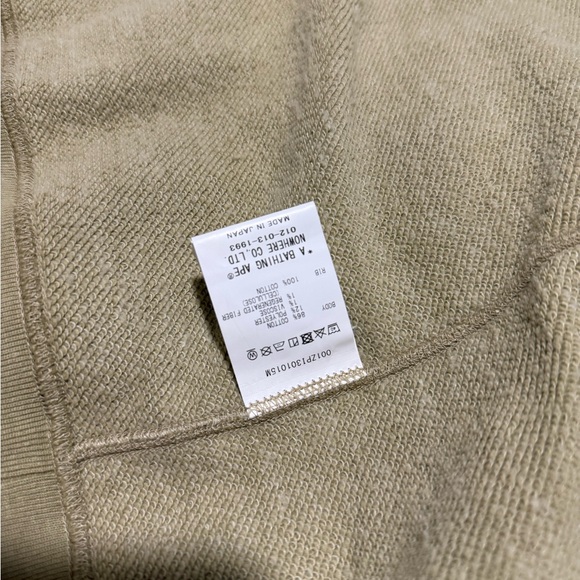 001ZPI301015M
BODY
86% COTTON
12% POLYESTER
1% VISCOSE
1% REGENERATED FIBER
(CELLULOSE)
RIB
100% COTTON
* A BATHING APE®
NOWHERE CO.,LTD
012-013-1993
MADE IN JAPAN